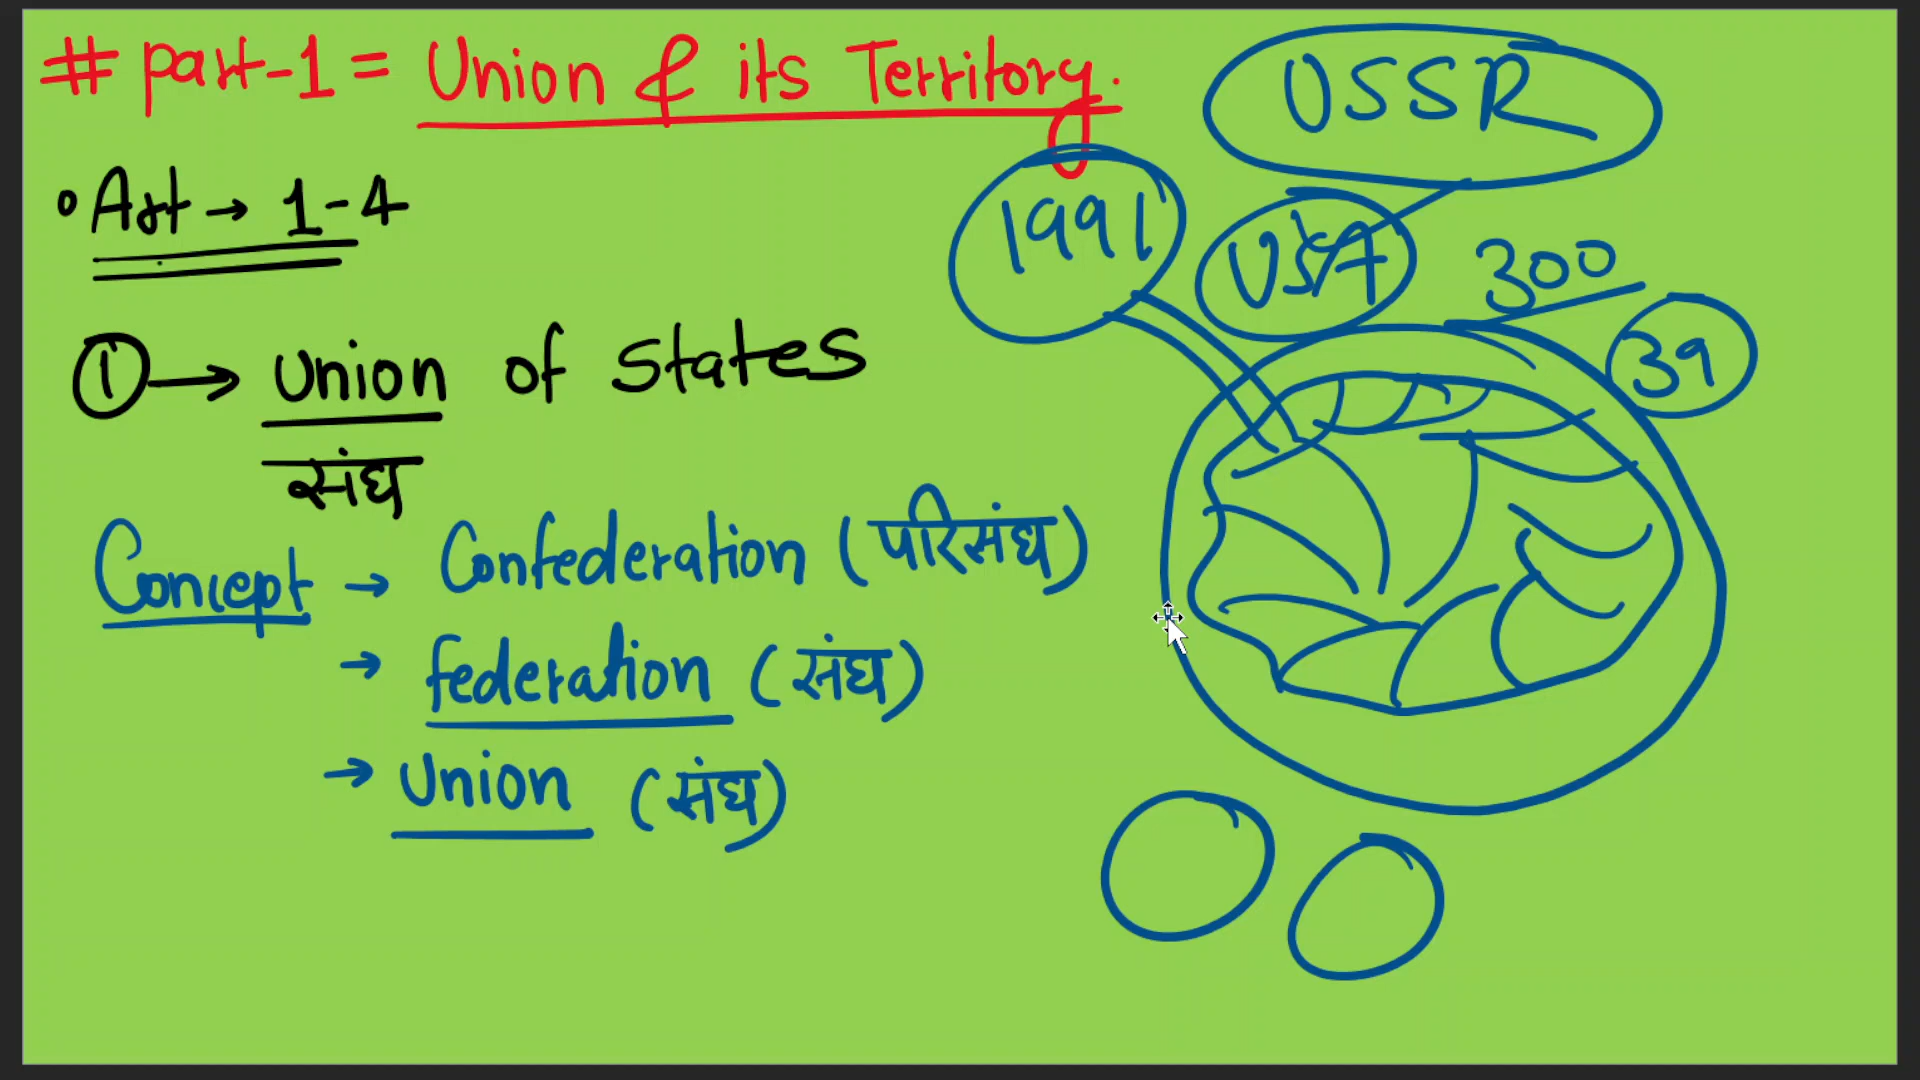 # part-1 = Union & its Territory.
• Art → 1-4
① → Union of States
संघ
Concept → Confederation (परिसंघ)
→ federation (संघ)
→ Union (संघ)
USSR
1991
USA
300
39